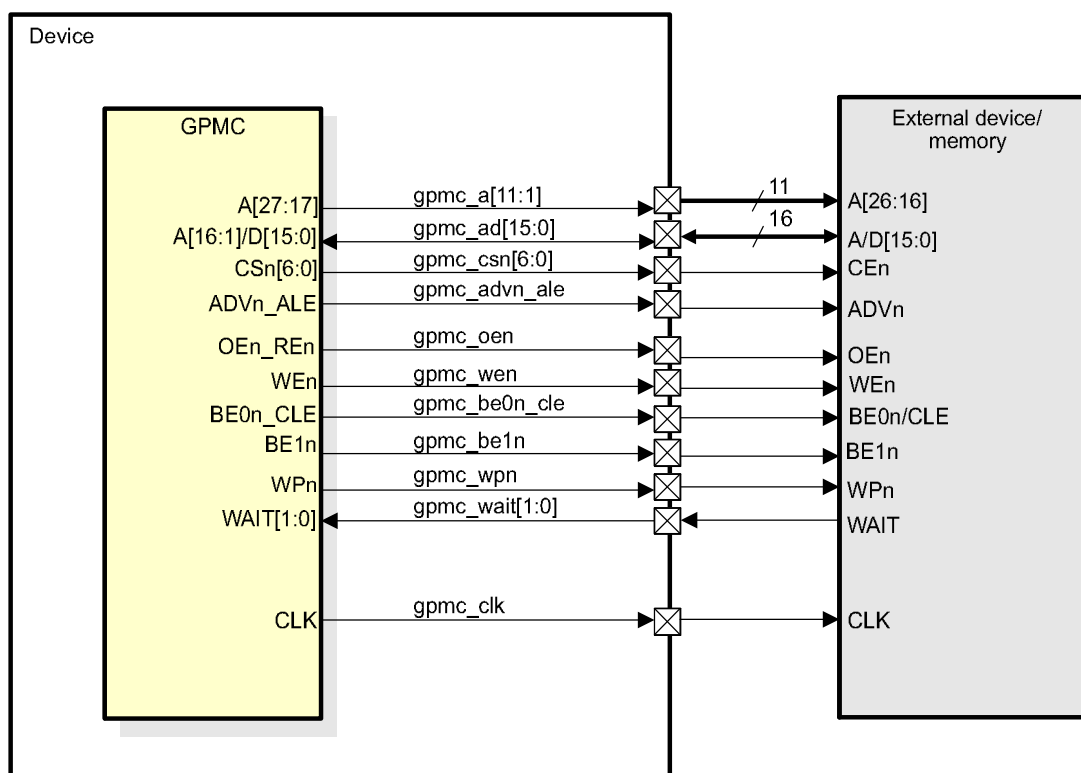 Device
GPMC
External device/
memory
A[27:17]
gpmc_a[11:1]
11
A[26:16]
A[16:1]/D[15:0]
gpmc_ad[15:0]
16
A/D[15:0]
CSn[6:0]
gpmc_csn[6:0]
CEn
ADVn_ALE
gpmc_advn_ale
ADVn
OEn_REn
gpmc_oen
OEn
WEn
gpmc_wen
WEn
BE0n_CLE
gpmc_be0n_cle
BE0n/CLE
BE1n
gpmc_be1n
BE1n
WPn
gpmc_wpn
WPn
WAIT[1:0]
gpmc_wait[1:0]
WAIT
CLK
gpmc_clk
CLK